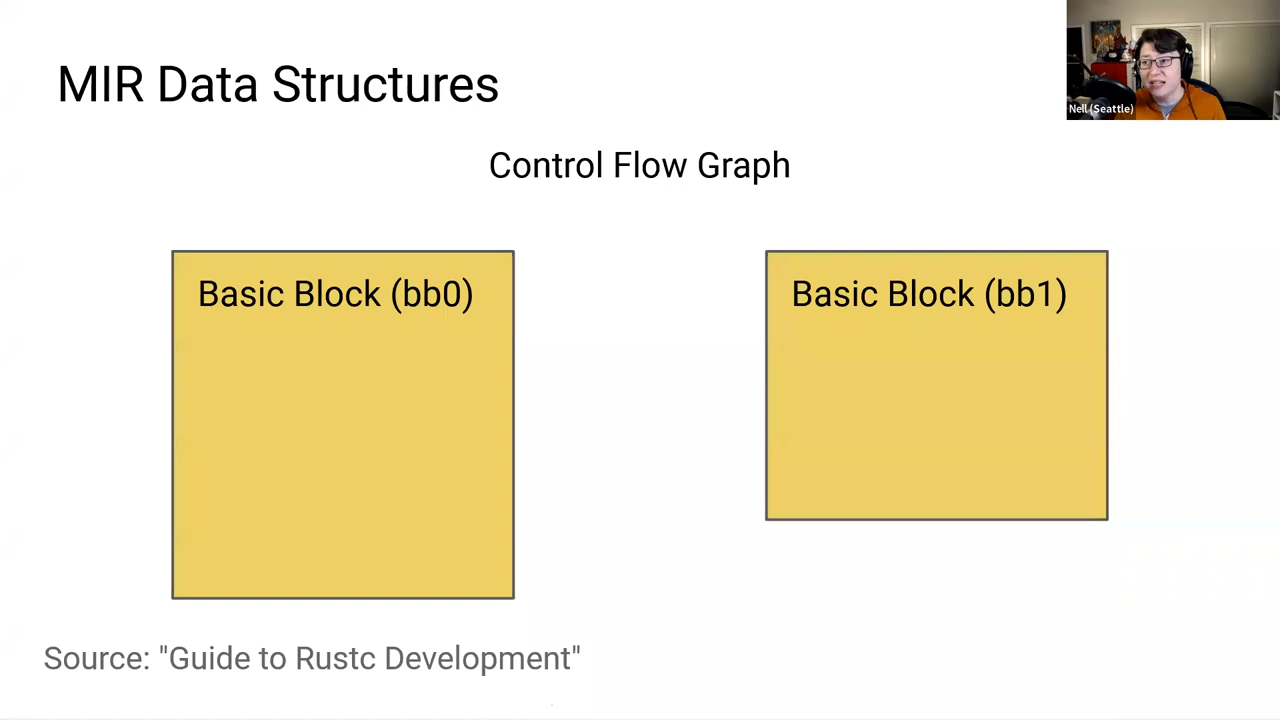 MIR Data Structures
Nell (Seattle)
Control Flow Graph
Basic Block (bb0)
Basic Block (bb1)
Source: "Guide to Rustc Development"